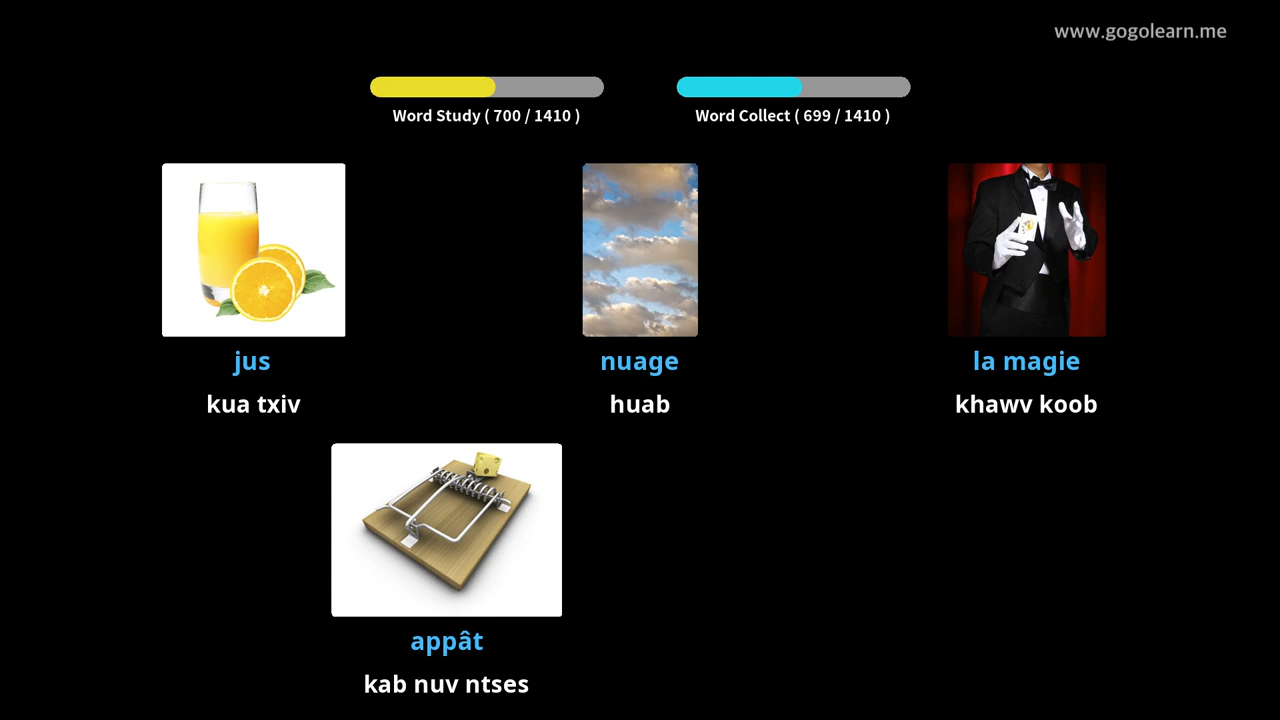 www.gogolearn.me
Word Study ( 700 / 1410 )
Word Collect ( 699 / 1410 )
jus
nuage
la magie
kua txiv
huab
khawv koob
appât
kab nuv ntses